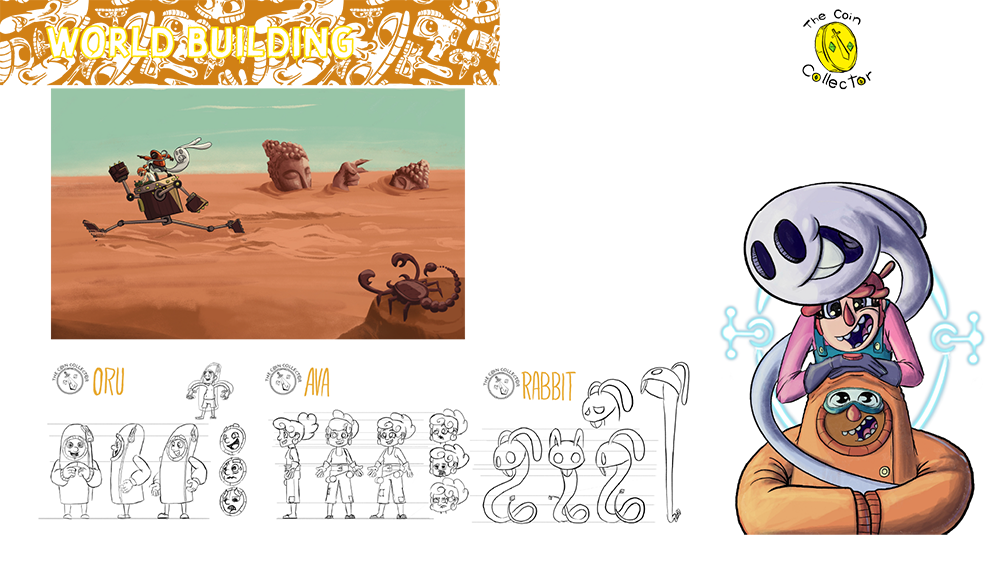 WORLD BUILDING
The Coin
Collector
THE COIN COLLECTOR
ORU
THE COIN COLLECTOR
AVA
THE COIN COLLECTOR
RABBIT